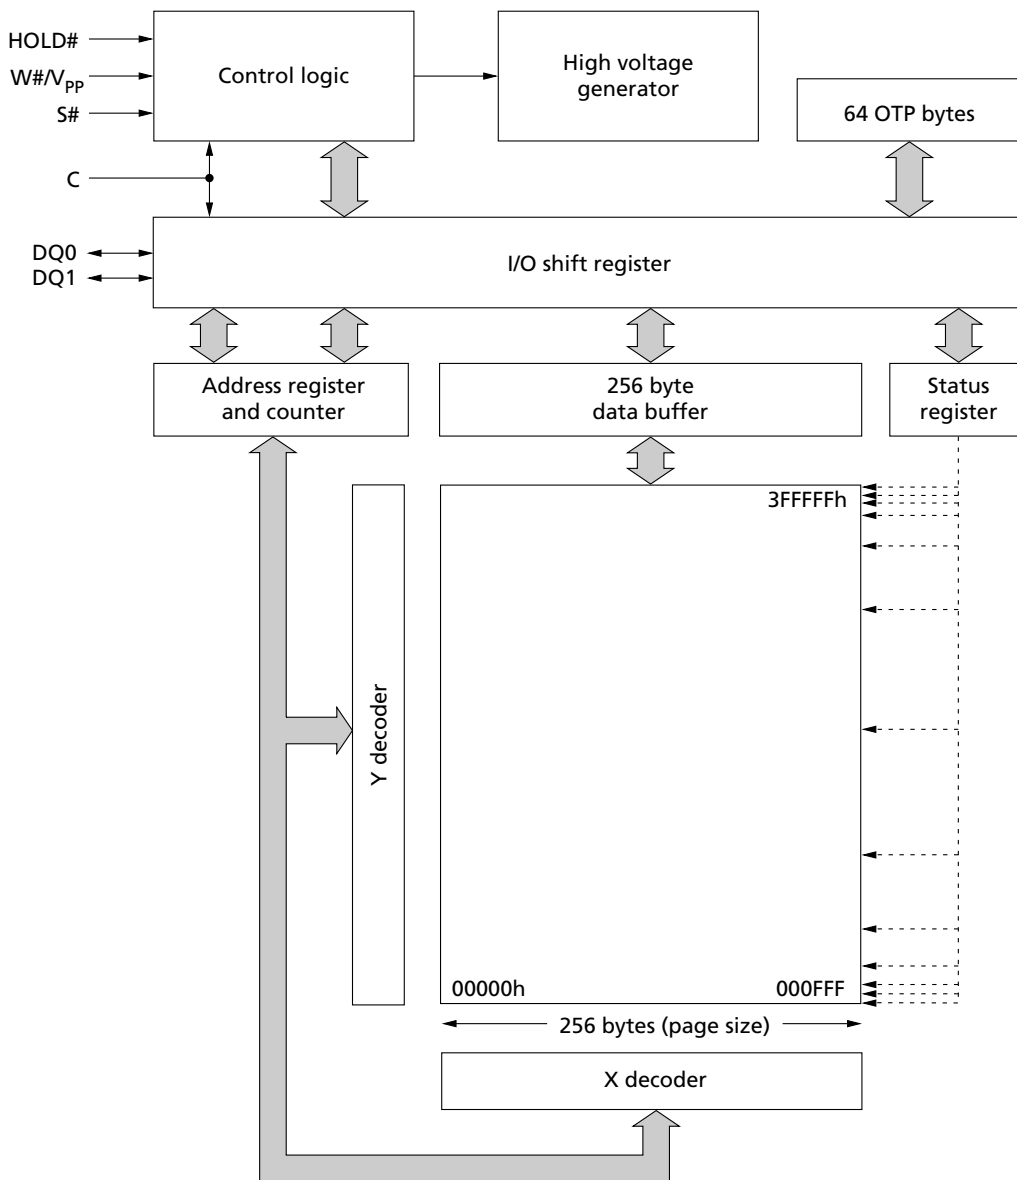 HOLD#
W#/VPP
S#
Control logic
High voltage
generator
64 OTP bytes
C
DQ0
DQ1
I/O shift register
Address register
and counter
256 byte
data buffer
Status
register
3FFFFFh
Y decoder
00000h
000FFF
256 bytes (page size)
X decoder